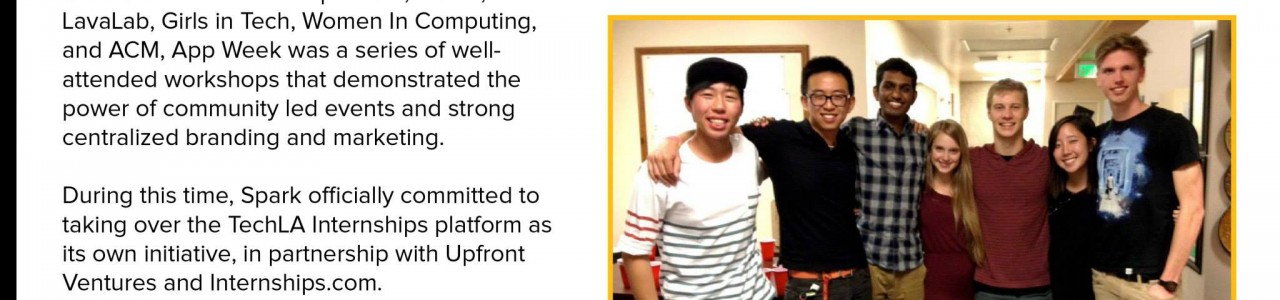 LavaLab, Girls in Tech, Women In Computing,
and ACM, App Week was a series of well-
attended workshops that demonstrated the
power of community led events and strong
centralized branding and marketing.
During this time, Spark officially committed to
taking over the TechLA Internships platform as
its own initiative, in partnership with Upfront
Ventures and Internships.com.